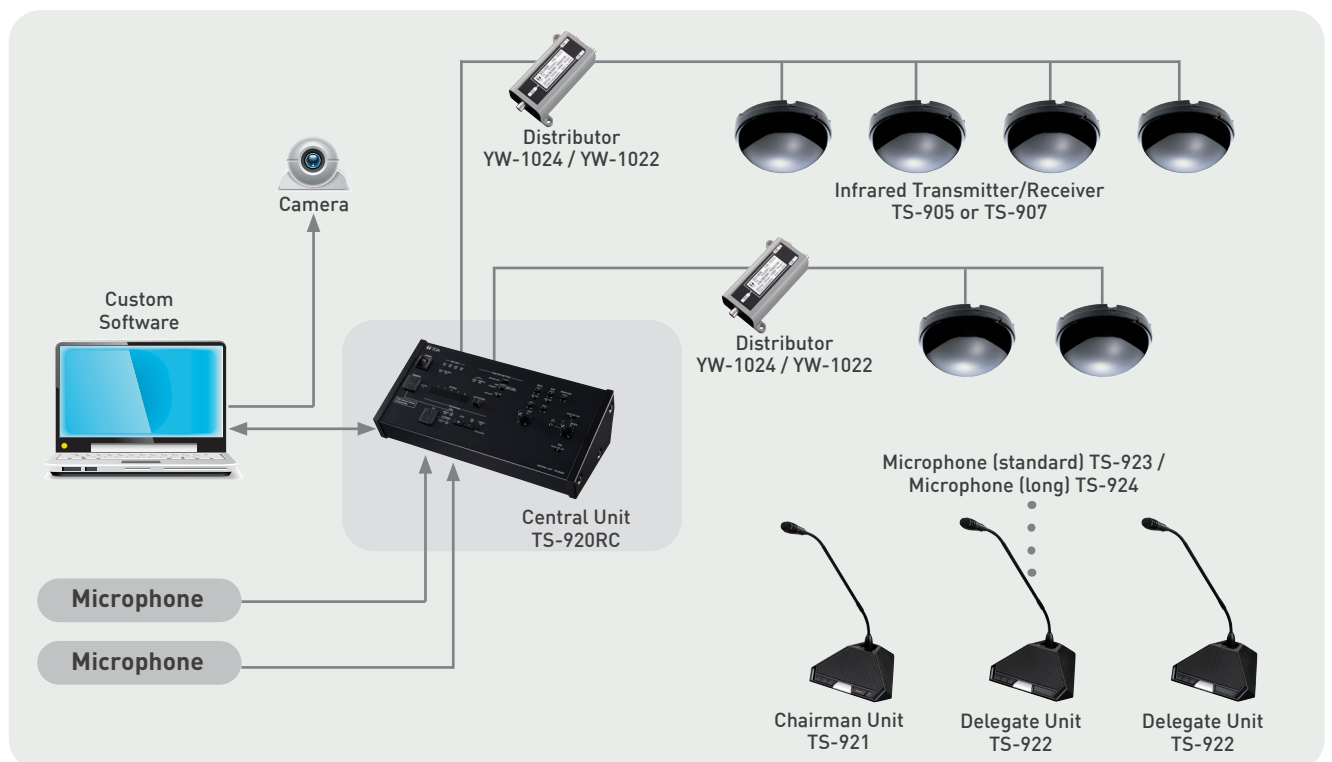 Distributor
YW-1024 / YW-1022
Camera
Infrared Transmitter/Receiver
TS-905 or TS-907
Custom
Software
Distributor
YW-1024 / YW-1022
Central Unit
TS-920RC
Microphone (standard) TS-923 /
Microphone (long) TS-924
Microphone
Microphone
Chairman Unit
TS-921
Delegate Unit
TS-922
Delegate Unit
TS-922